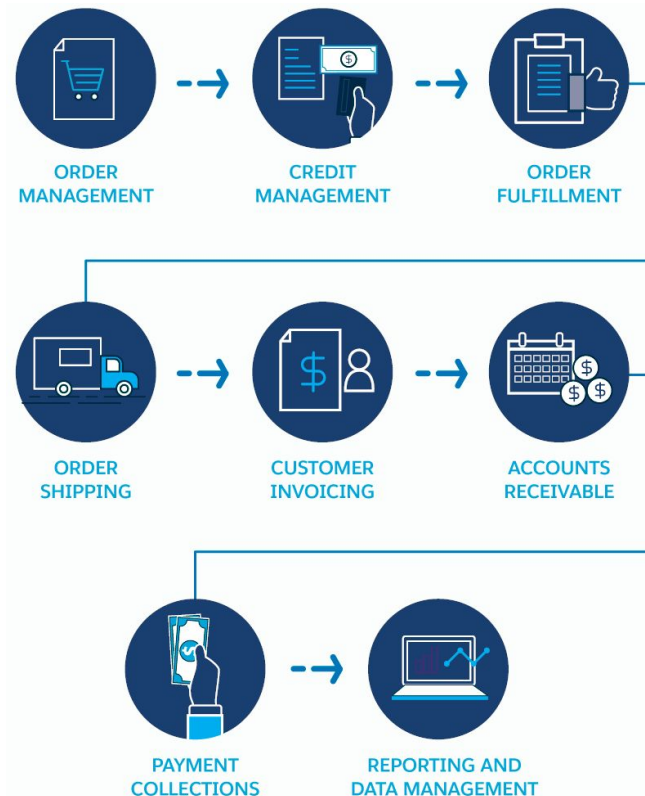 $
ORDER
MANAGEMENT
CREDIT
MANAGEMENT
ORDER
FULFILLMENT
$
$
$
$
ORDER
SHIPPING
CUSTOMER
INVOICING
ACCOUNTS
RECEIVABLE
$
PAYMENT
COLLECTIONS
REPORTING AND
DATA MANAGEMENT